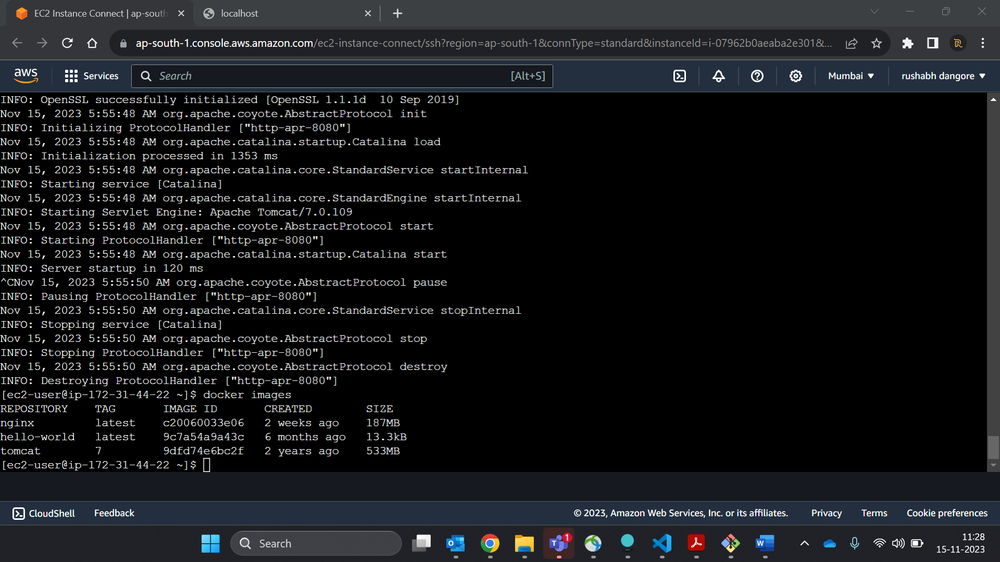 EC2 Instance Connect | ap-south
localhost
ap-south-1.console.aws.amazon.com/ec2-instance-connect/ssh?region=ap-south-1&connType=standard&instanceId=i-07962b0aeaba2e301&...
aws Services Search [Alt+S] Mumbai rushabh dangore
INFO: OpenSSL successfully initialized [OpenSSL 1.1.1d  10 Sep 2019]
Nov 15, 2023 5:55:48 AM org.apache.coyote.AbstractProtocol init
INFO: Initializing ProtocolHandler ["http-apr-8080"]
Nov 15, 2023 5:55:48 AM org.apache.catalina.startup.Catalina load
INFO: Initialization processed in 1353 ms
Nov 15, 2023 5:55:48 AM org.apache.catalina.core.StandardService startInternal
INFO: Starting service [Catalina]
Nov 15, 2023 5:55:48 AM org.apache.catalina.core.StandardEngine startInternal
INFO: Starting Servlet Engine: Apache Tomcat/7.0.109
Nov 15, 2023 5:55:48 AM org.apache.coyote.AbstractProtocol start
INFO: Starting ProtocolHandler ["http-apr-8080"]
Nov 15, 2023 5:55:48 AM org.apache.catalina.startup.Catalina start
INFO: Server startup in 120 ms
^CNov 15, 2023 5:55:50 AM org.apache.coyote.AbstractProtocol pause
INFO: Pausing ProtocolHandler ["http-apr-8080"]
Nov 15, 2023 5:55:50 AM org.apache.catalina.core.StandardService stopInternal
INFO: Stopping service [Catalina]
Nov 15, 2023 5:55:50 AM org.apache.coyote.AbstractProtocol stop
INFO: Stopping ProtocolHandler ["http-apr-8080"]
Nov 15, 2023 5:55:50 AM org.apache.coyote.AbstractProtocol destroy
INFO: Destroying ProtocolHandler ["http-apr-8080"]
[ec2-user@ip-172-31-44-22 ~]$ docker images
REPOSITORY    TAG       IMAGE ID       CREATED        SIZE
nginx         latest    c20060033e06   2 weeks ago    187MB
hello-world   latest    9c7a54a9a43c   6 months ago   13.3kB
tomcat        7         9dfd74e6bc2f   2 years ago    533MB
[ec2-user@ip-172-31-44-22 ~]$
CloudShell Feedback © 2023, Amazon Web Services, Inc. or its affiliates. Privacy Terms Cookie preferences
Search
1
11:28
15-11-2023